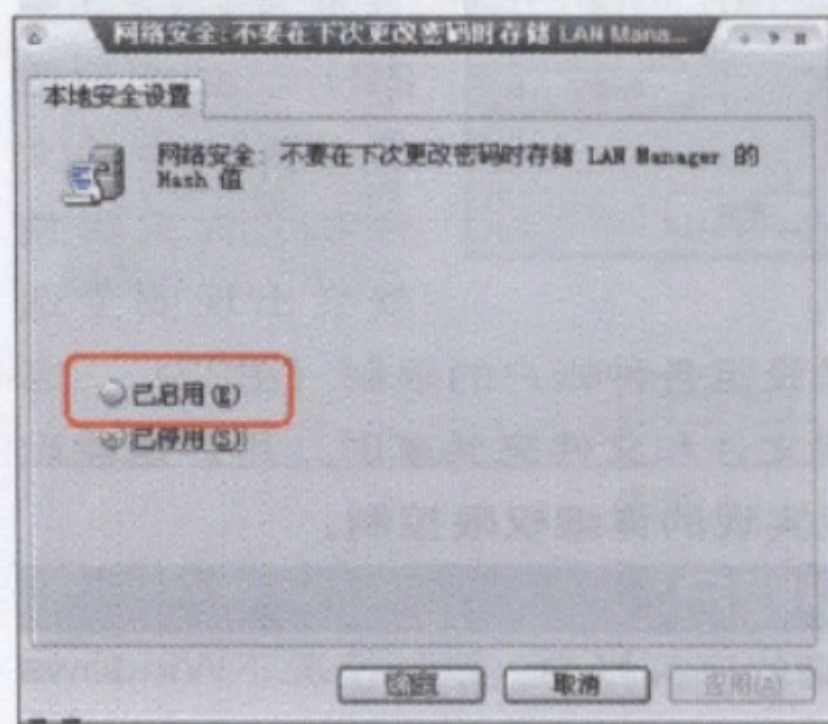 网络安全:不要在下次更改密码时存储 LAN Mana...
本地安全设置
网络安全: 不要在下次更改密码时存储 LAN Manager 的
Hash 值
已启用(E)
已停用(S)
取消
应用(A)